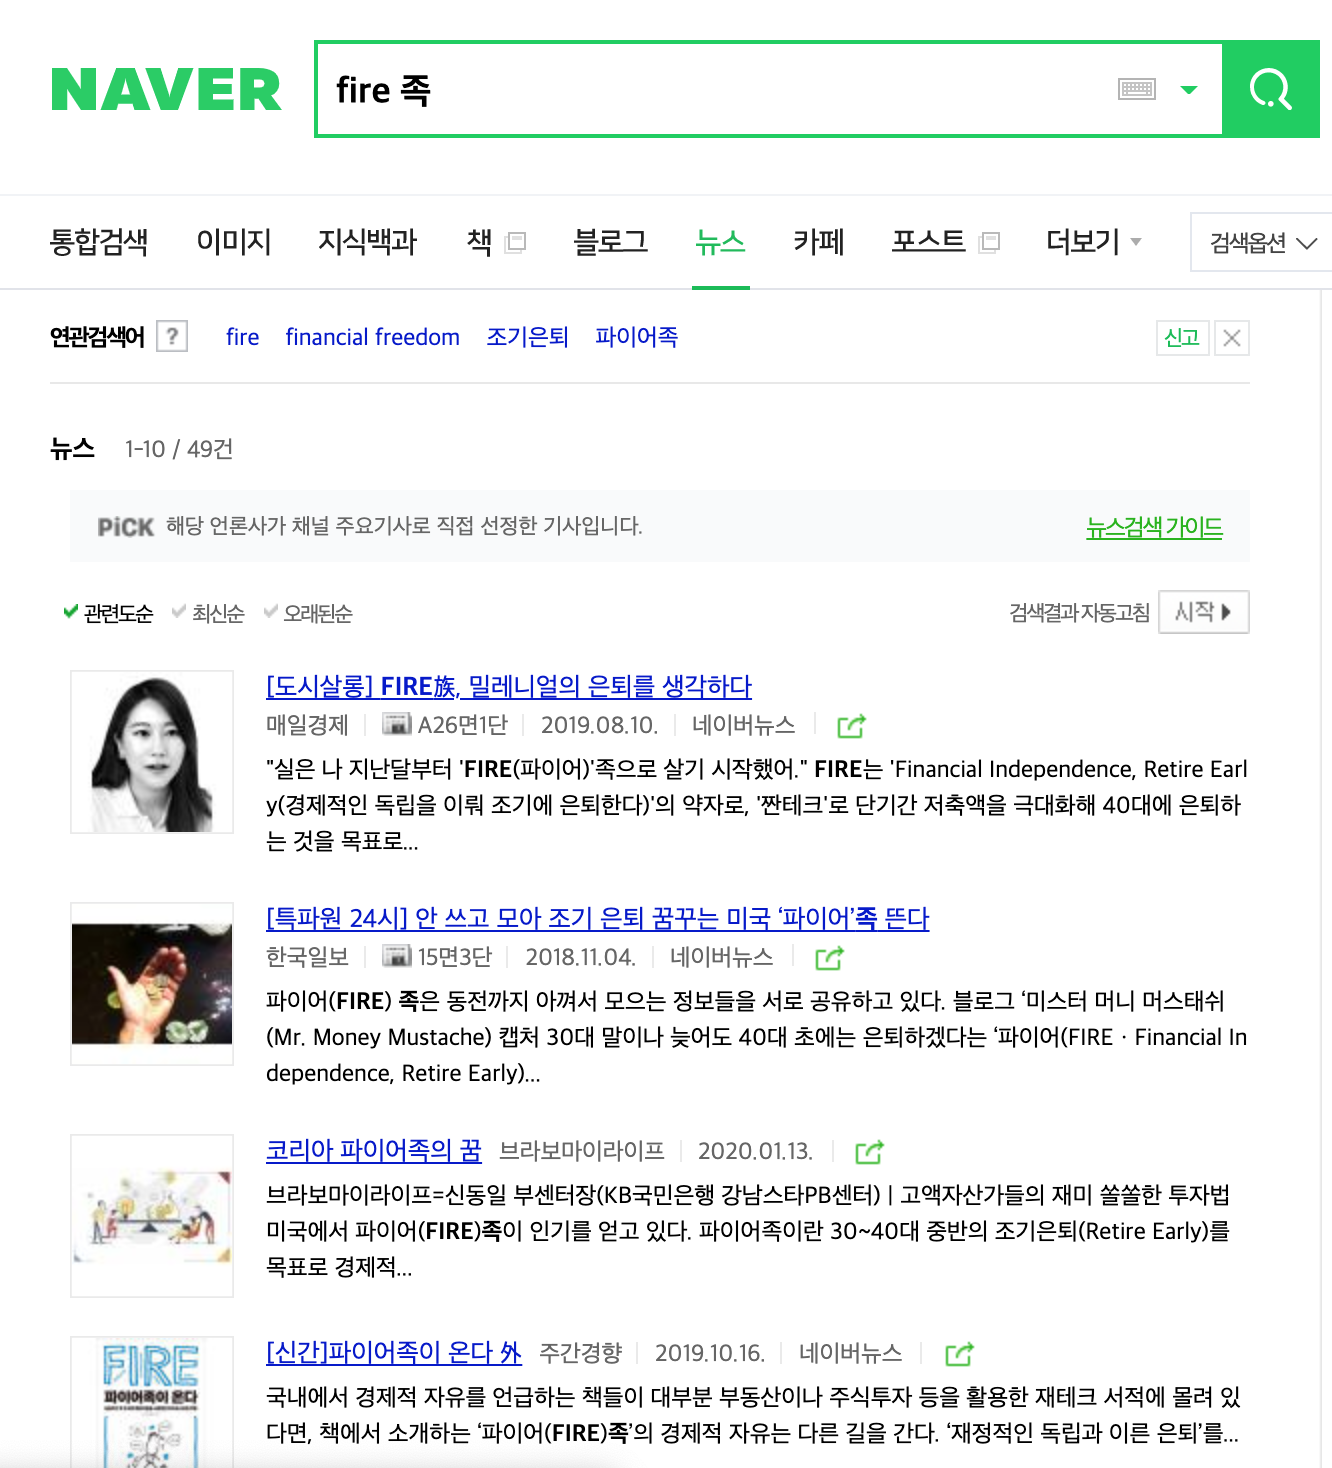 NAVER
fire 족
통합검색 이미지 지식백과 책 블로그 뉴스 카페 포스트 더보기 검색옵션
연관검색어 ? fire financial freedom 조기은퇴 파이어족 신고
뉴스 1-10 / 49건
PiCK 해당 언론사가 채널 주요기사로 직접 선정한 기사입니다. 뉴스검색 가이드
관련도순 최신순 오래된순 검색결과 자동고침 시작
[도시살롱] FIRE族, 밀레니얼의 은퇴를 생각하다
매일경제 A26면1단 2019.08.10. 네이버뉴스
"실은 나 지난달부터 'FIRE(파이어)'족으로 살기 시작했어." FIRE는 'Financial Independence, Retire Earl
y(경제적인 독립을 이뤄 조기에 은퇴한다)'의 약자로, '짠테크'로 단기간 저축액을 극대화해 40대에 은퇴하
는 것을 목표로...
[특파원 24시] 안 쓰고 모아 조기 은퇴 꿈꾸는 미국 ‘파이어’족 뜬다
한국일보 15면3단 2018.11.04. 네이버뉴스
파이어(FIRE) 족은 동전까지 아껴서 모으는 정보들을 서로 공유하고 있다. 블로그 ‘미스터 머니 머스태쉬
(Mr. Money Mustache) 캡처 30대 말이나 늦어도 40대 초에는 은퇴하겠다는 ‘파이어(FIREㆍFinancial In
dependence, Retire Early)...
코리아 파이어족의 꿈 브라보마이라이프 2020.01.13.
브라보마이라이프=신동일 부센터장(KB국민은행 강남스타PB센터) | 고액자산가들의 재미 쏠쏠한 투자법
미국에서 파이어(FIRE)족이 인기를 얻고 있다. 파이어족이란 30~40대 중반의 조기은퇴(Retire Early)를
목표로 경제적...
FIRE
파이어족이 온다
[신간]파이어족이 온다 外 주간경향 2019.10.16. 네이버뉴스
국내에서 경제적 자유를 언급하는 책들이 대부분 부동산이나 주식투자 등을 활용한 재테크 서적에 몰려 있
다면, 책에서 소개하는 ‘파이어(FIRE)족’의 경제적 자유는 다른 길을 간다. ‘재정적인 독립과 이른 은퇴’를...